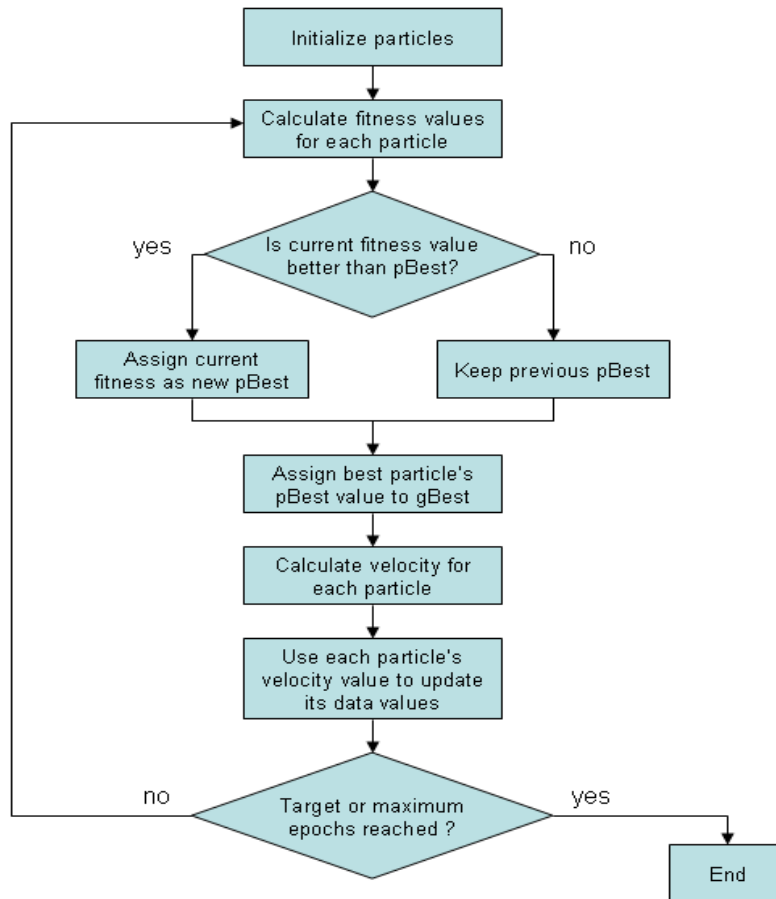 Initialize particles
Calculate fitness values
for each particle
Is current fitness value
better than pBest?
yes
no
Assign current
fitness as new pBest
Keep previous pBest
Assign best particle's
pBest value to gBest
Calculate velocity for
each particle
Use each particle's
velocity value to update
its data values
Target or maximum
epochs reached ?
no
yes
End